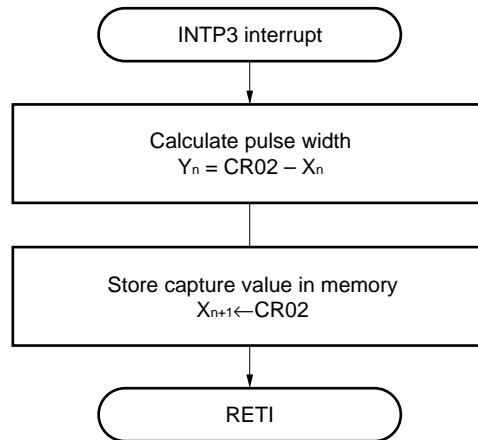 INTP3 interrupt
Calculate pulse width
Yn = CR02 – Xn
Store capture value in memory
Xn+1←CR02
RETI